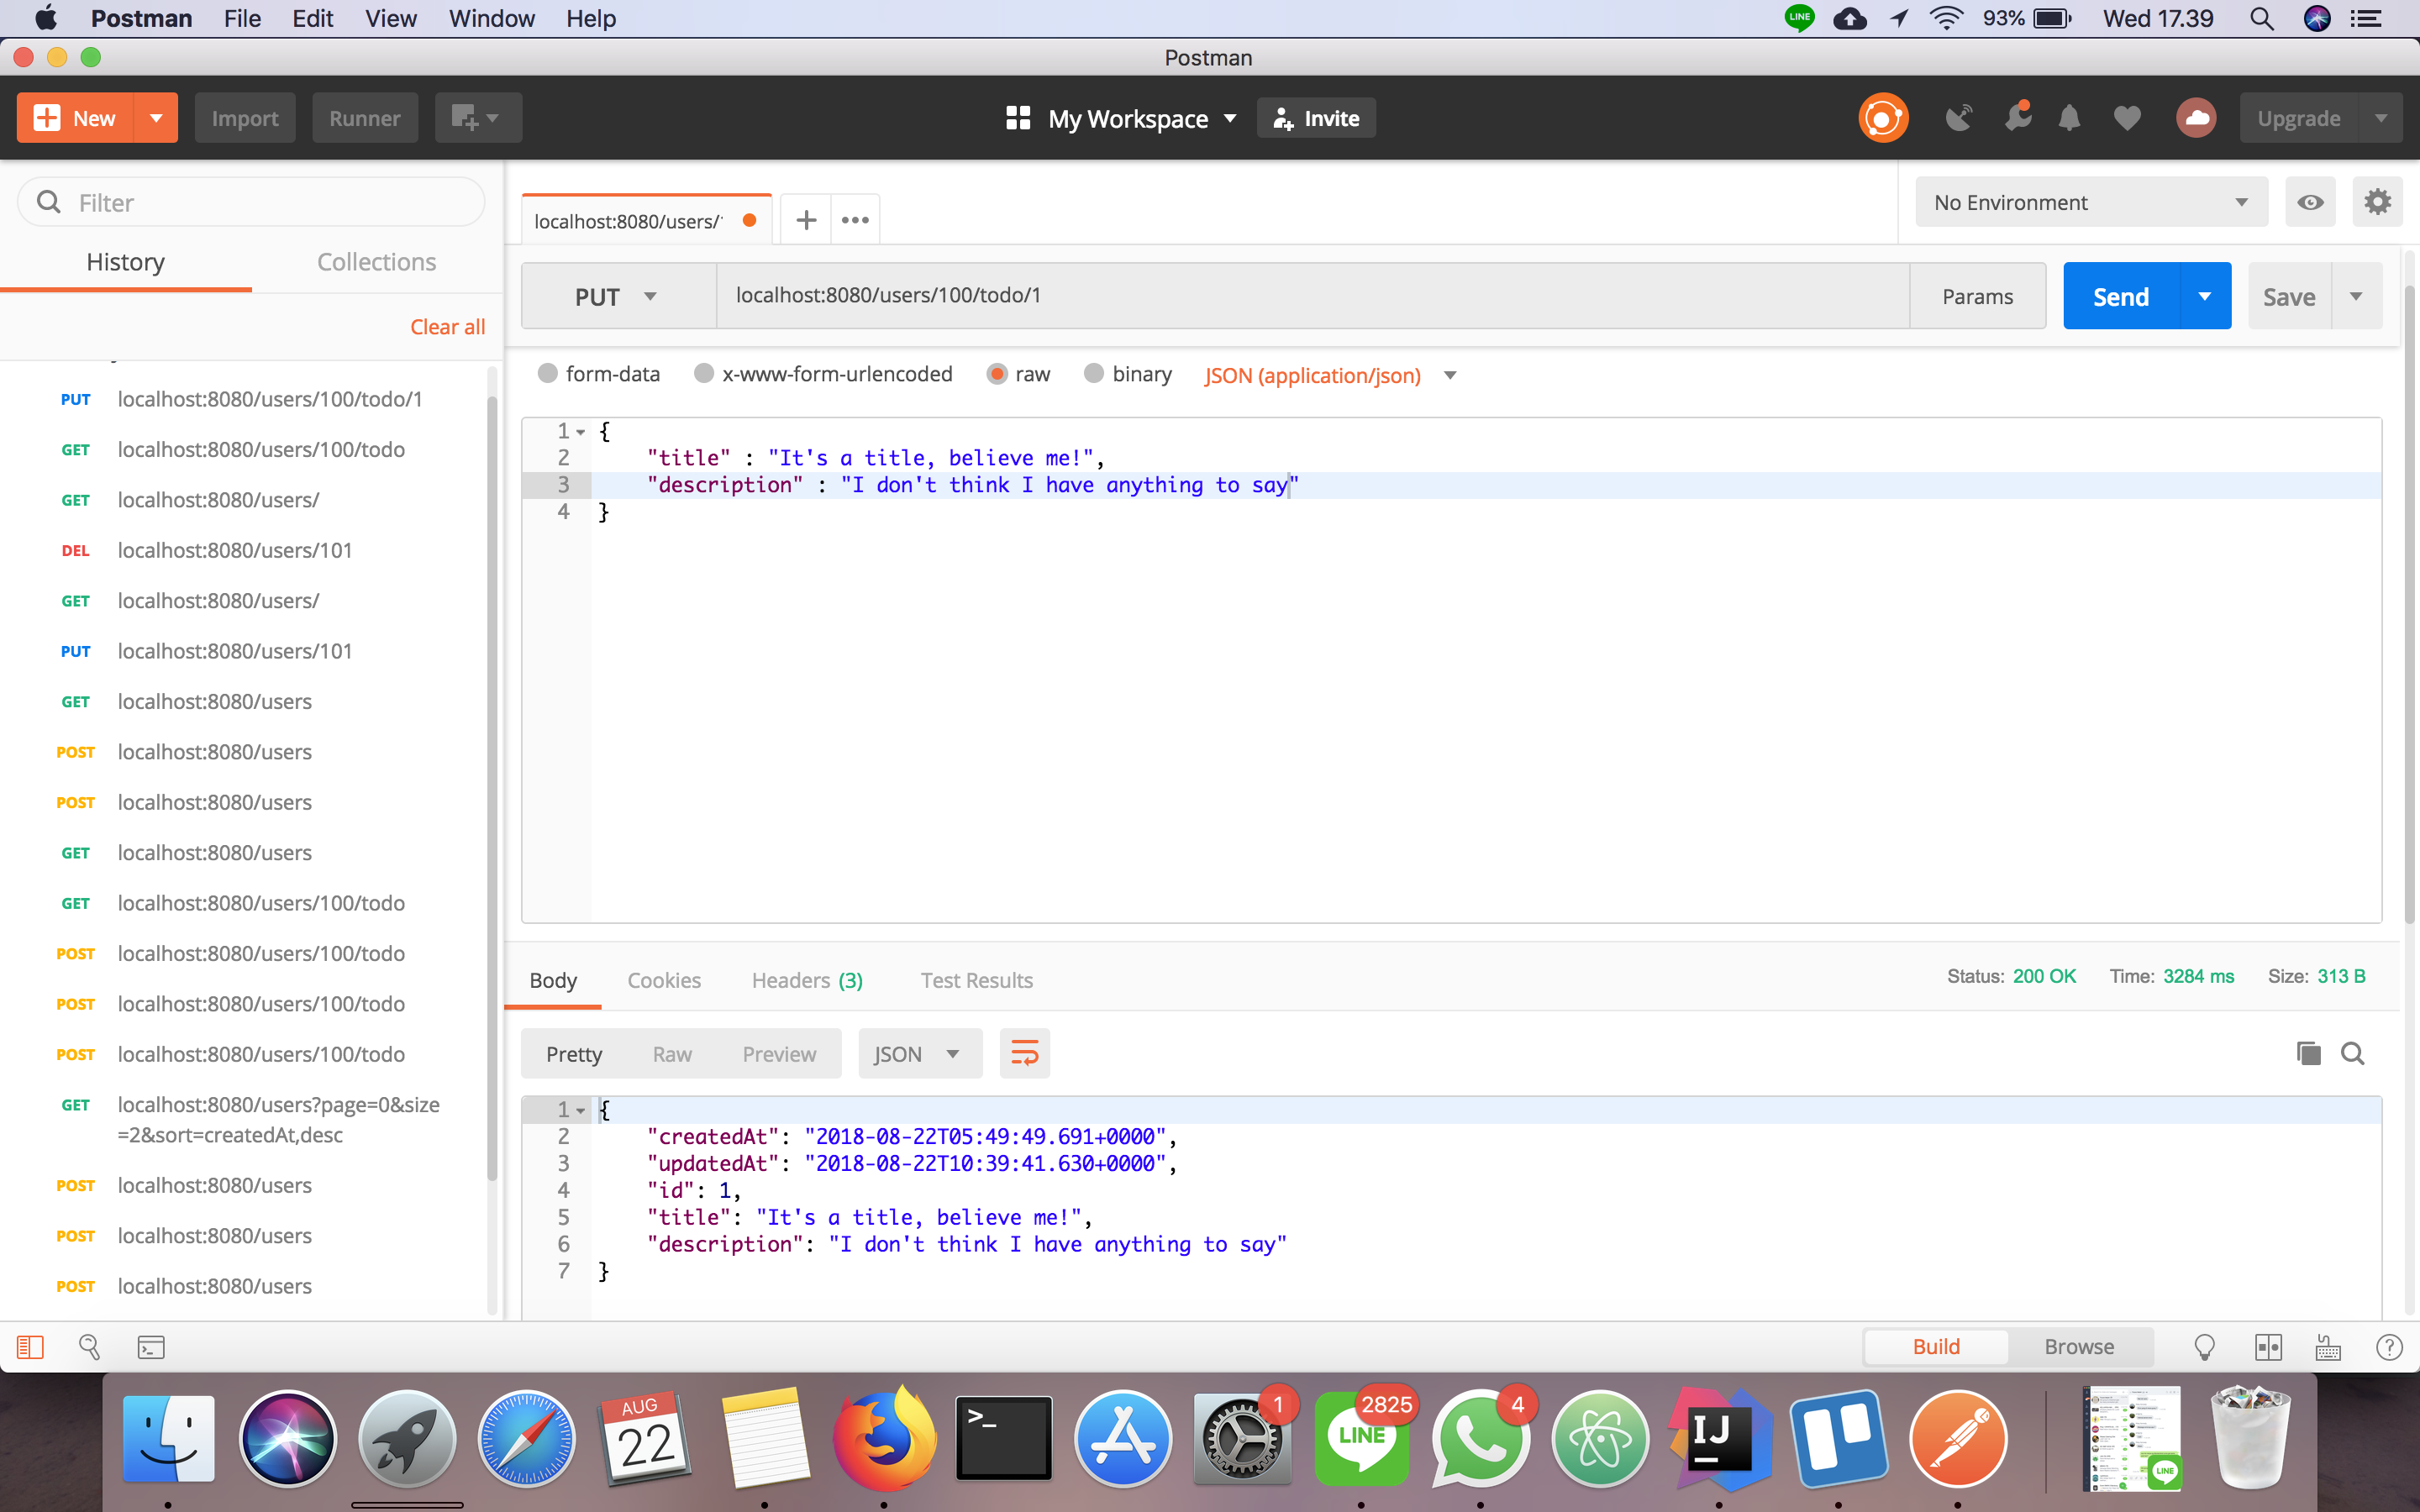 Postman File Edit View Window Help LINE 93% Wed 17.39
Postman
New Import Runner My Workspace Invite Upgrade
Filter
localhost:8080/users/
No Environment
History Collections
PUT localhost:8080/users/100/todo/1 Params Send Save
Clear all
form-data x-www-form-urlencoded raw binary JSON (application/json)
PUT localhost:8080/users/100/todo/1
GET localhost:8080/users/100/todo
GET localhost:8080/users/
DEL localhost:8080/users/101
GET localhost:8080/users/
PUT localhost:8080/users/101
GET localhost:8080/users
POST localhost:8080/users
POST localhost:8080/users
GET localhost:8080/users
GET localhost:8080/users/100/todo
POST localhost:8080/users/100/todo
POST localhost:8080/users/100/todo
POST localhost:8080/users/100/todo
GET localhost:8080/users?page=0&size
=2&sort=createdAt,desc
POST localhost:8080/users
POST localhost:8080/users
POST localhost:8080/users
1 {
2 "title" : "It's a title, believe me!",
3 "description" : "I don't think I have anything to say"
4 }
Body Cookies Headers (3) Test Results Status: 200 OK Time: 3284 ms Size: 313 B
Pretty Raw Preview JSON
1 {
2 "createdAt": "2018-08-22T05:49:49.691+0000",
3 "updatedAt": "2018-08-22T10:39:41.630+0000",
4 "id": 1,
5 "title": "It's a title, believe me!",
6 "description": "I don't think I have anything to say"
7 }
Build Browse ?
AUG
22
>_
1
2825
LINE
4
IJ
LINE